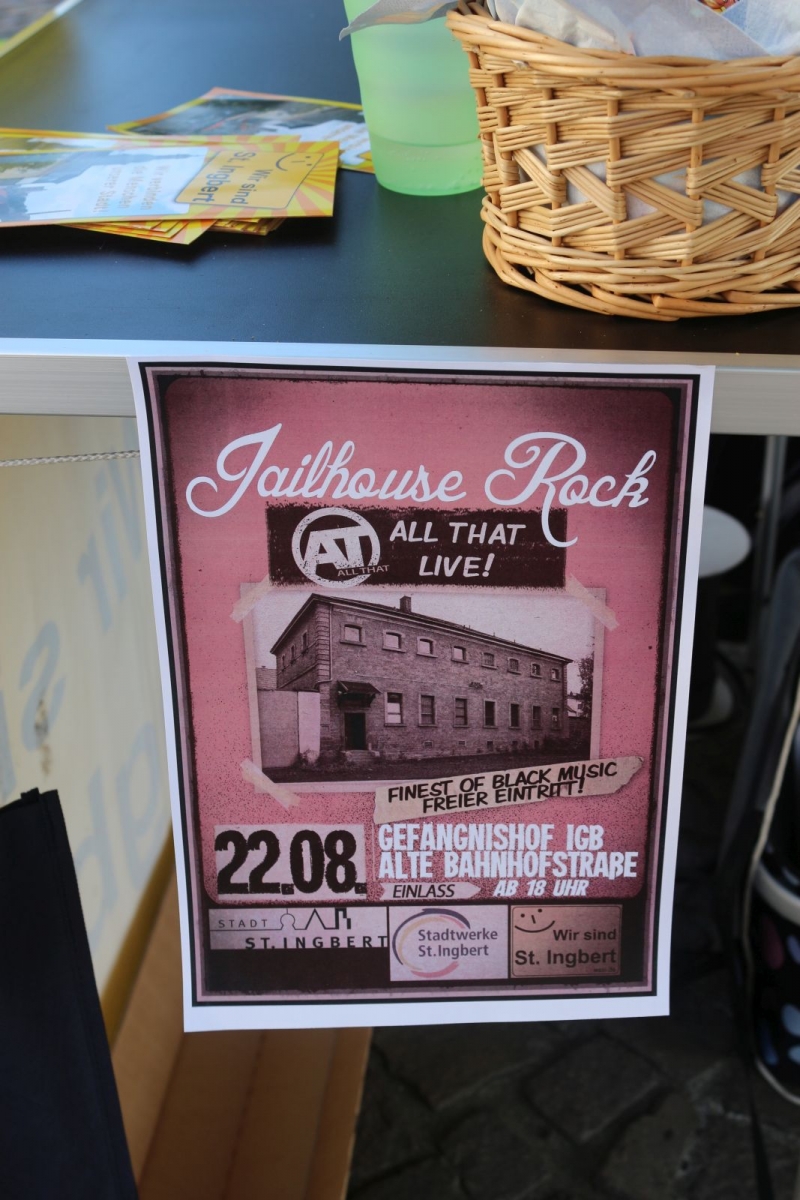 Wir sind
St. Ingbert
Jailhouse Rock
AT
ALL THAT
ALL THAT
LIVE!
FINEST OF BLACK MUSIC
FREIER EINTRITT!
22.08.
GEFÄNGNISHOF IGB
ALTE BAHNHOFSTRAßE
EINLASS
AB 18 UHR
STADT
ST. INGBERT
Stadtwerke
St.Ingbert
Wir sind
St. Ingbert